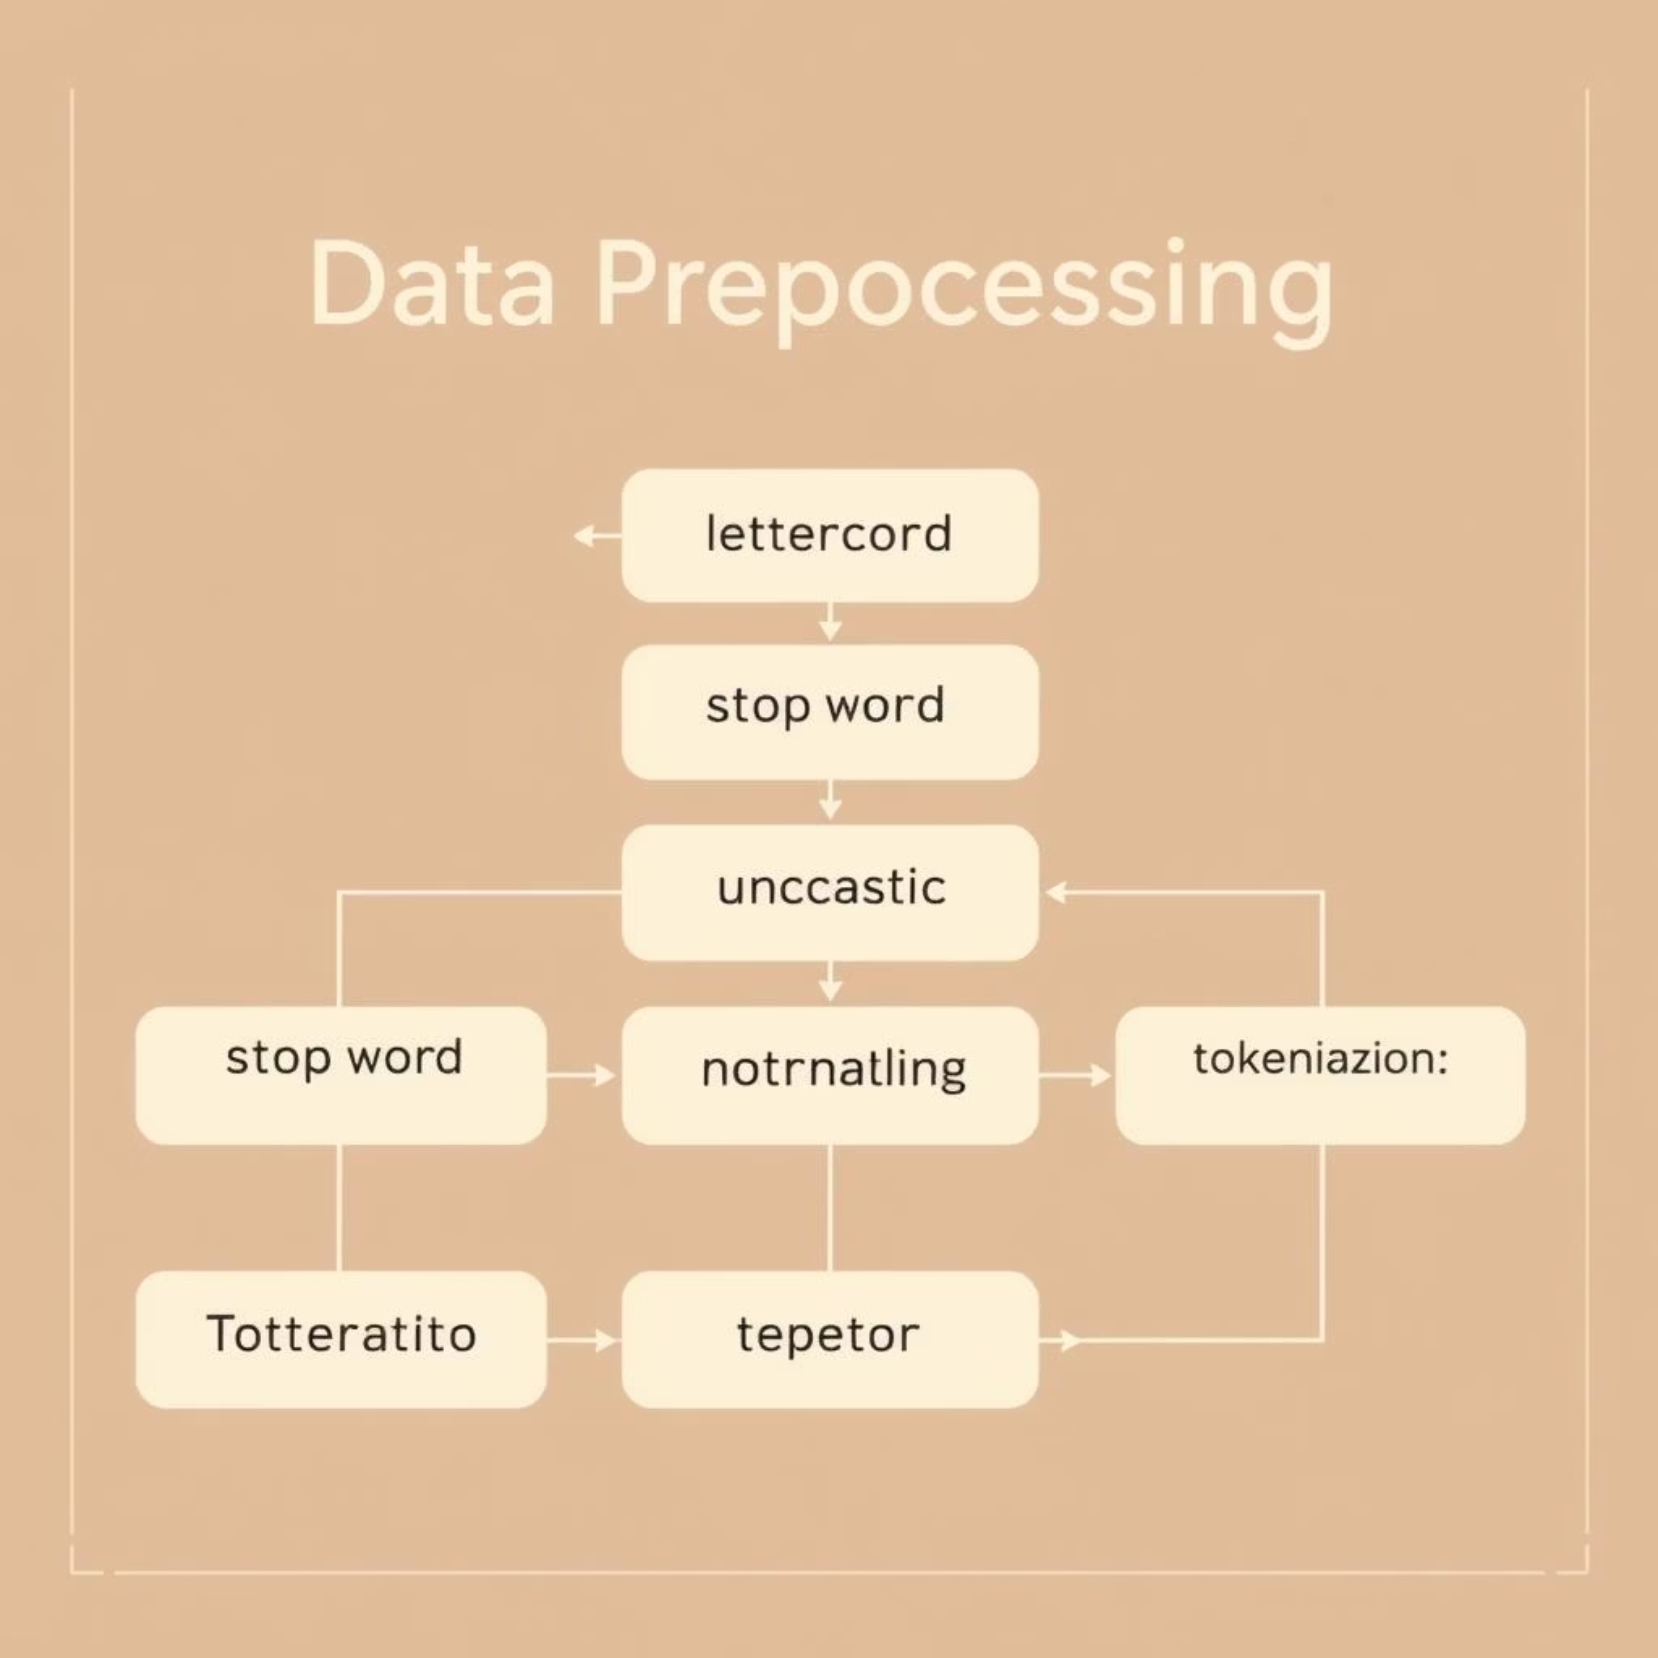 Data Prepocessing
lettercord
stop word
unccastic
stop word
notrnatling
tokeniazion:
Totteratito
tepetor